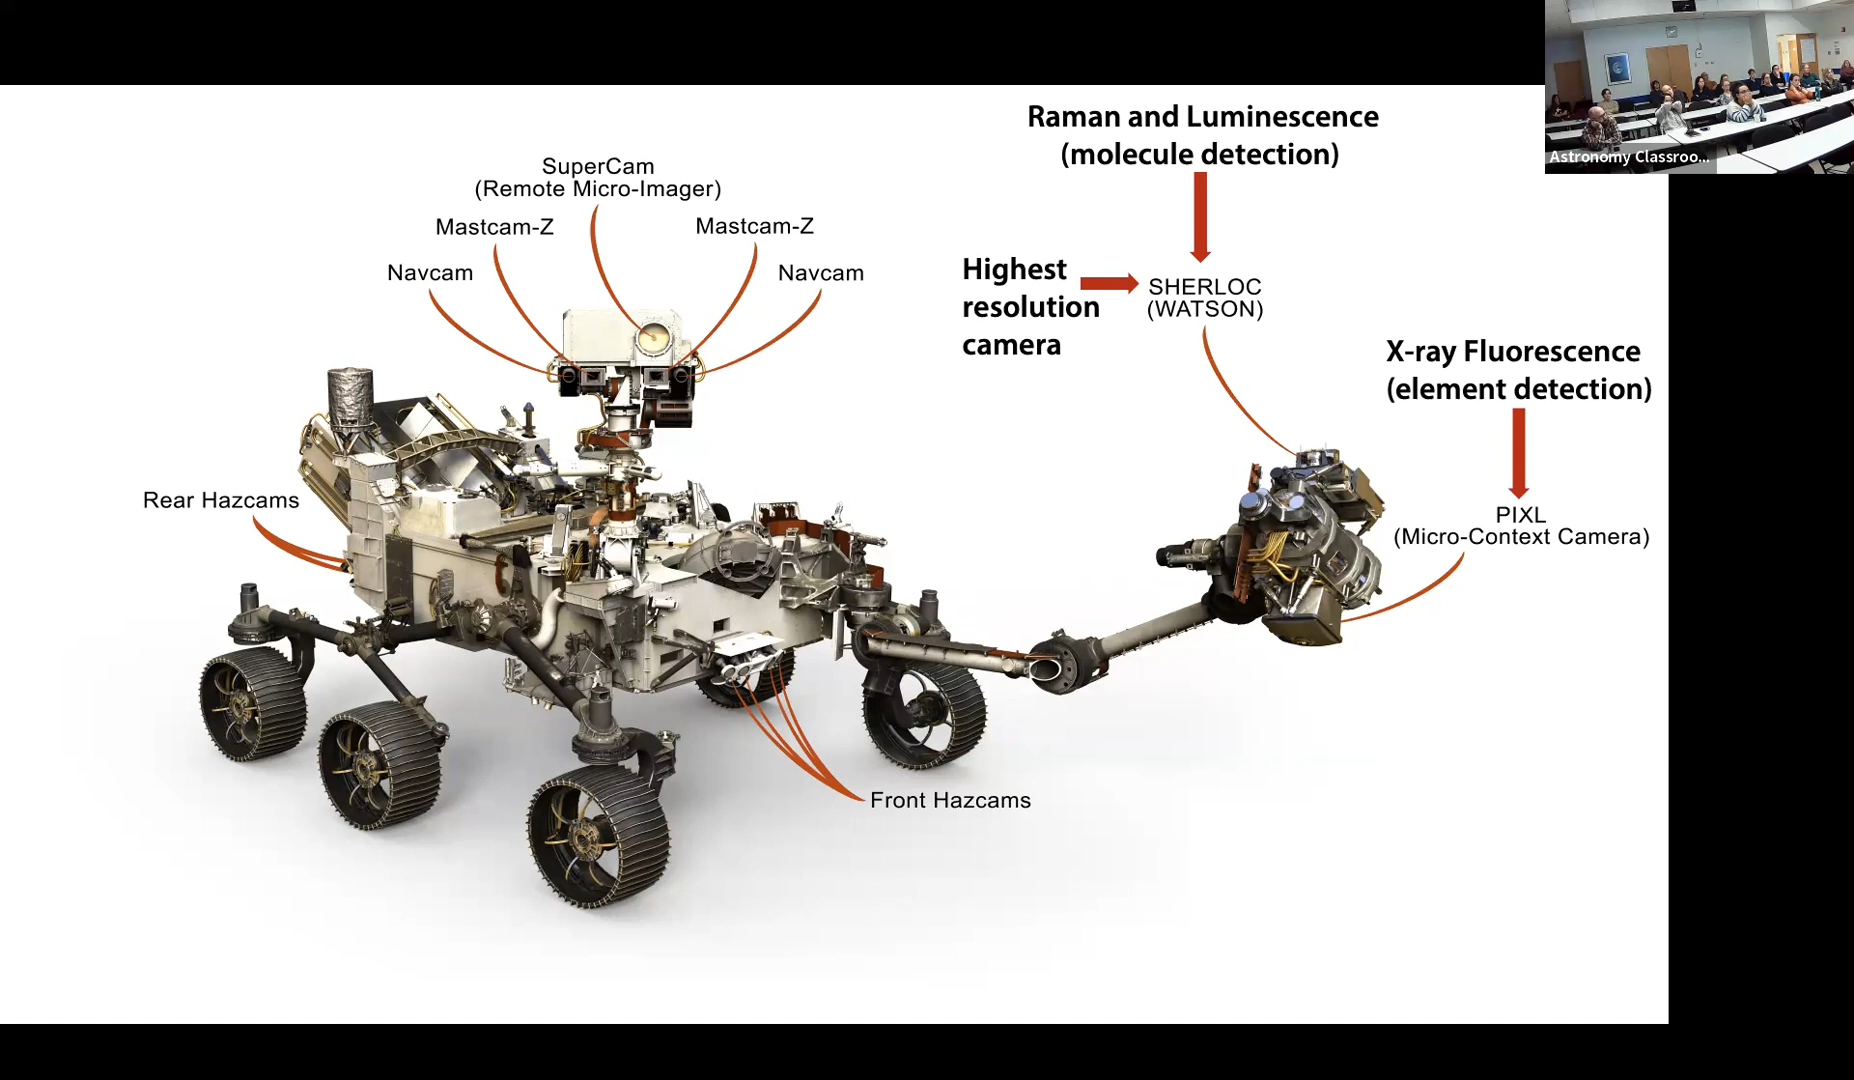 Astronomy Classroo...
Raman and Luminescence
(molecule detection)
SuperCam
(Remote Micro-Imager)
Mastcam-Z
Mastcam-Z
Navcam
Navcam
Highest
resolution
camera
SHERLOC
(WATSON)
X-ray Fluorescence
(element detection)
Rear Hazcams
PIXL
(Micro-Context Camera)
Front Hazcams